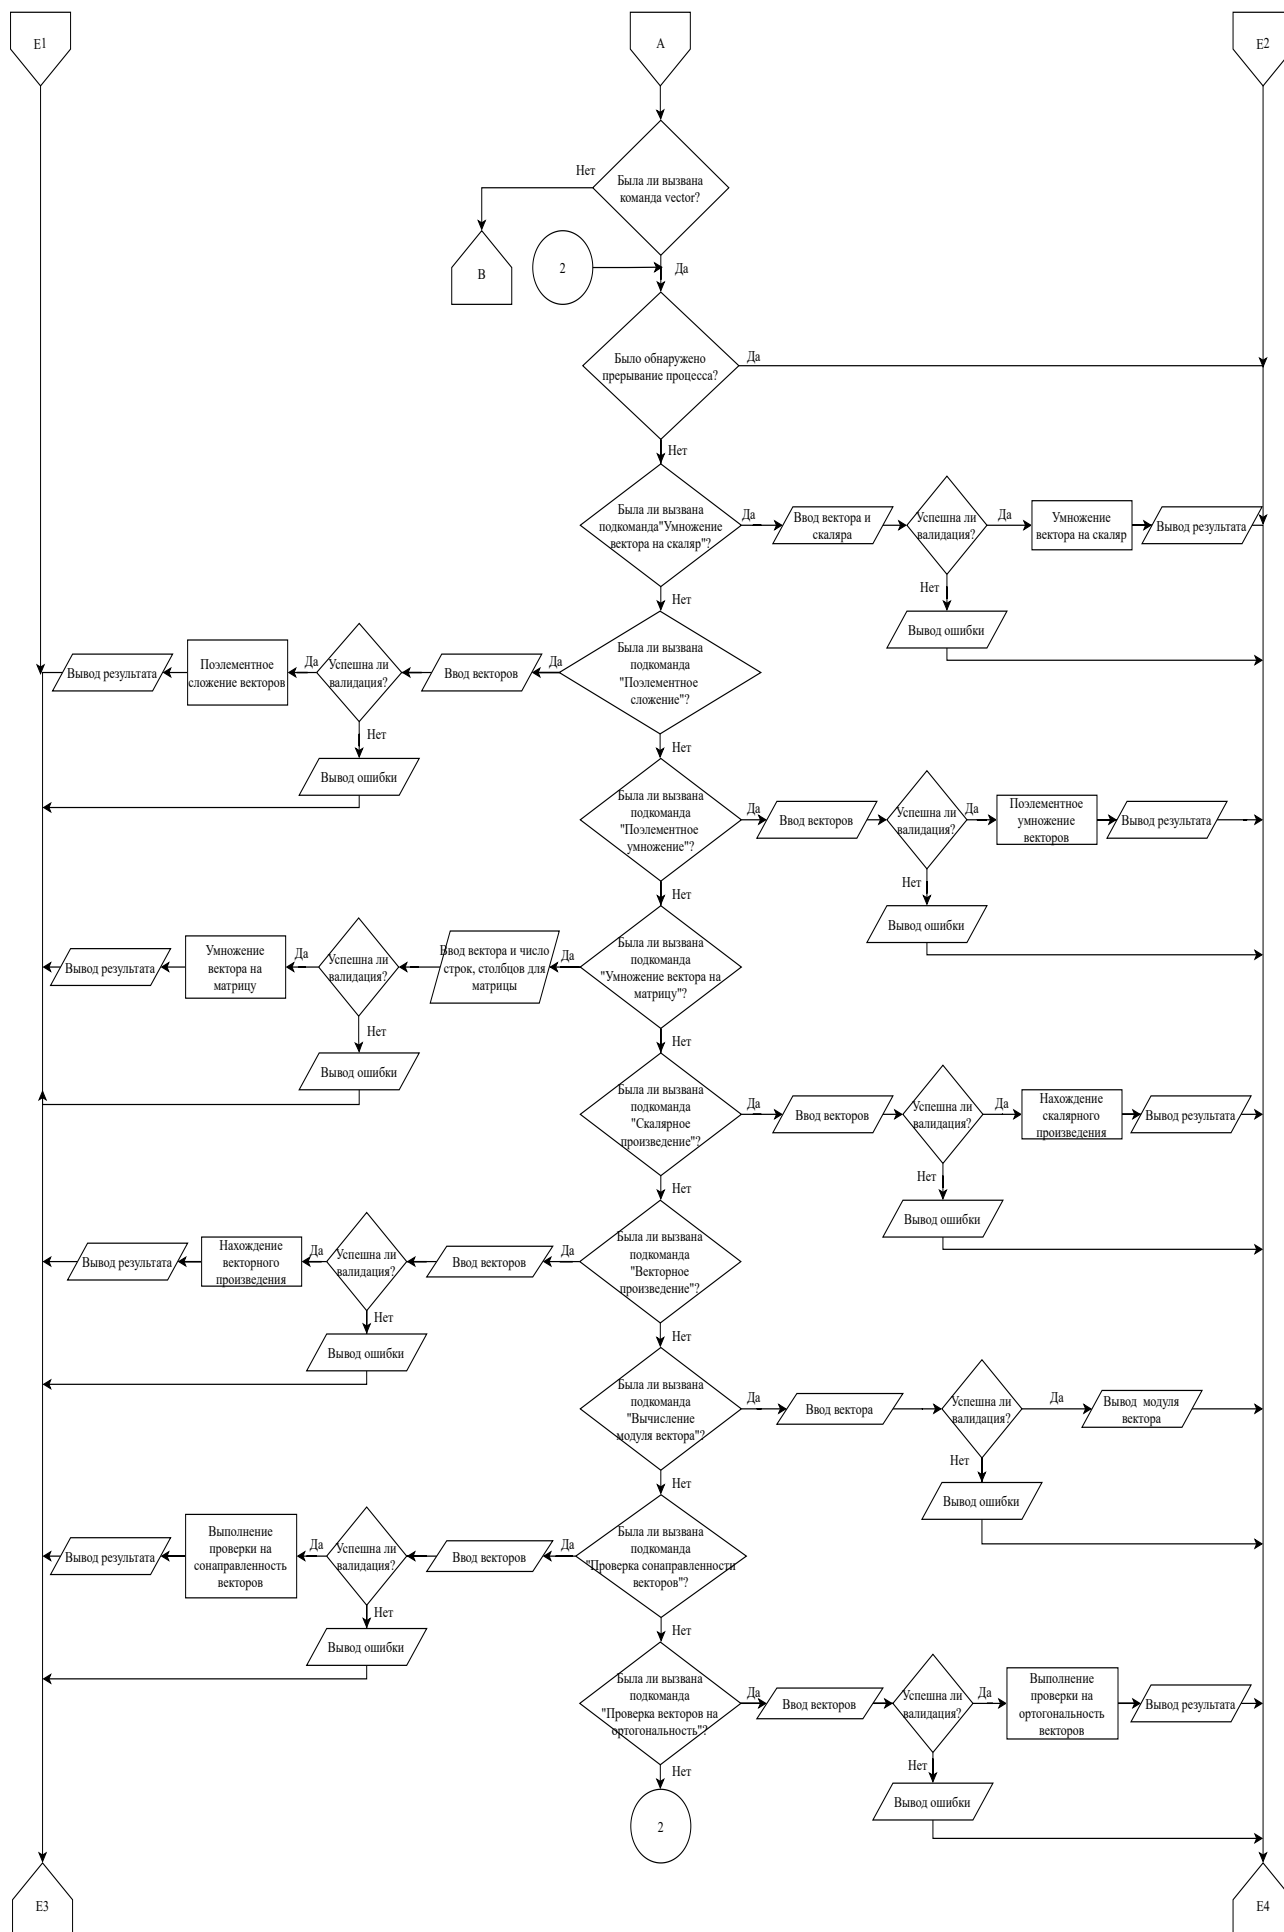 E1
A
E2
Нет
Была ли вызвана
команда vector?
B
2
Да
Было обнаружено
прерывание процесса?
Да
Нет
Была ли вызвана
подкоманда"Умножение
вектора на скаляр"?
Да
Ввод вектора и
скаляра
Успешна ли
валидация?
Да
Умножение
вектора на скаляр
Вывод результата
Нет
Вывод ошибки
Нет
Была ли вызвана
подкоманда
"Поэлементное
сложение"?
Да
Ввод векторов
Успешна ли
валидация?
Да
Поэлементное
сложение векторов
Вывод результата
Нет
Вывод ошибки
Нет
Была ли вызвана
подкоманда
"Поэлементное
умножение"?
Да
Ввод векторов
Успешна ли
валидация?
Да
Поэлементное
умножение
векторов
Вывод результата
Нет
Вывод ошибки
Нет
Была ли вызвана
подкоманда
"Умножение вектора на
матрицу"?
Да
Ввод вектора и число
строк, столбцов для
матрицы
Успешна ли
валидация?
Да
Умножение
вектора на
матрицу
Вывод результата
Нет
Вывод ошибки
Нет
Была ли вызвана
подкоманда
"Скалярное
произведение"?
Да
Ввод векторов
Успешна ли
валидация?
Да
Нахождение
скалярного
произведения
Вывод результата
Нет
Вывод ошибки
Нет
Была ли вызвана
подкоманда
"Векторное
произведение"?
Да
Ввод векторов
Успешна ли
валидация?
Да
Нахождение
векторного
произведения
Вывод результата
Нет
Вывод ошибки
Нет
Была ли вызвана
подкоманда
"Вычисление
модуля вектора"?
Да
Ввод вектора
Успешна ли
валидация?
Да
Вывод модуля
вектора
Нет
Вывод ошибки
Нет
Была ли вызвана
подкоманда
"Проверка сонаправленности
векторов"?
Да
Ввод векторов
Успешна ли
валидация?
Да
Выполнение
проверки на
сонаправленность
векторов
Вывод результата
Нет
Вывод ошибки
Нет
Была ли вызвана
подкоманда
"Проверка векторов на
ортогональность"?
Да
Ввод векторов
Успешна ли
валидация?
Да
Выполнение
проверки на
ортогональность
векторов
Вывод результата
Нет
Вывод ошибки
Нет
2
E3
E4